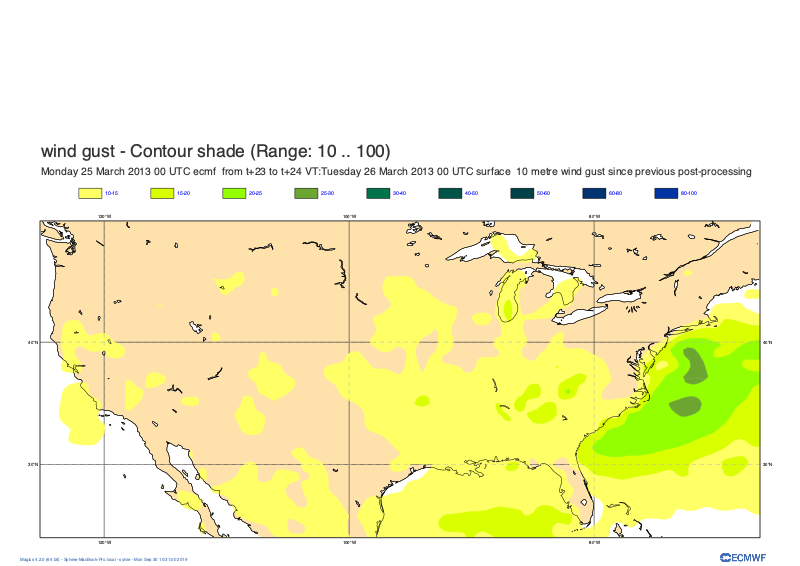 wind gust - Contour shade (Range: 10 .. 100)
Monday 25 March 2013 00 UTC ecmf from t+23 to t+24 VT:Tuesday 26 March 2013 00 UTC surface 10 metre wind gust since previous post-processing
10-15 15-20 20-25 25-30 30-40 40-50 50-60 60-80 80-100
120°W 100°W 80°W
40°N 40°N
30°N 30°N
120°W 100°W 80°W
ECMWF